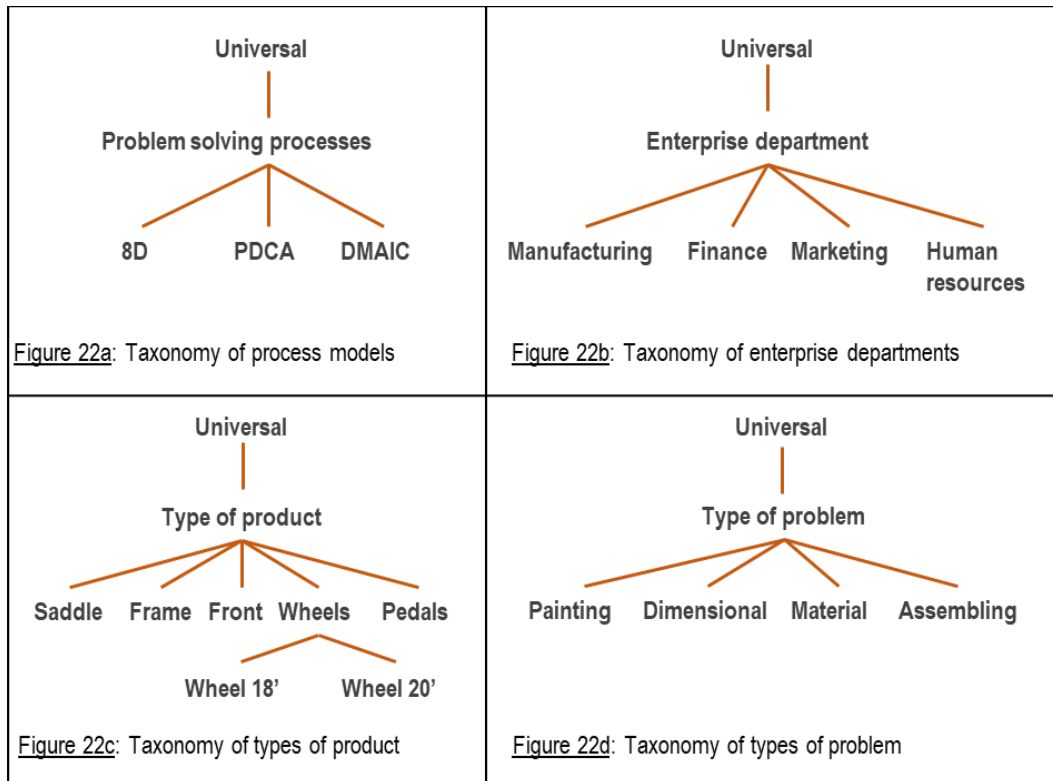 Universal
Problem solving processes
8D PDCA DMAIC
Figure 22a: Taxonomy of process models
Universal
Enterprise department
Manufacturing Finance Marketing Human
resources
Figure 22b: Taxonomy of enterprise departments
Universal
Type of product
Saddle Frame Front Wheels Pedals
Wheel 18' Wheel 20'
Figure 22c: Taxonomy of types of product
Universal
Type of problem
Painting Dimensional Material Assembling
Figure 22d: Taxonomy of types of problem